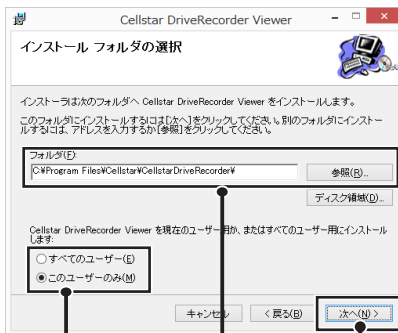 Cellstar DriveRecorder Viewer
インストール フォルダの選択
インストーラは次のフォルダへ Cellstar DriveRecorder Viewer をインストールします。
このフォルダにインストールするには[次へ]をクリックしてください。別のフォルダにインストー
ルするには、アドレスを入力するか[参照]をクリックしてください。
フォルダ(F):
C:¥Program Files¥Cellstar¥CellstarDriveRecorder¥
参照(R)...
ディスク領域(D)...
Cellstar DriveRecorder Viewer を現在のユーザー用か、またはすべてのユーザー用にインストール
します:
すべてのユーザー(E)
このユーザーのみ(M)
キャンセル
< 戻る(B)
次へ(N) >